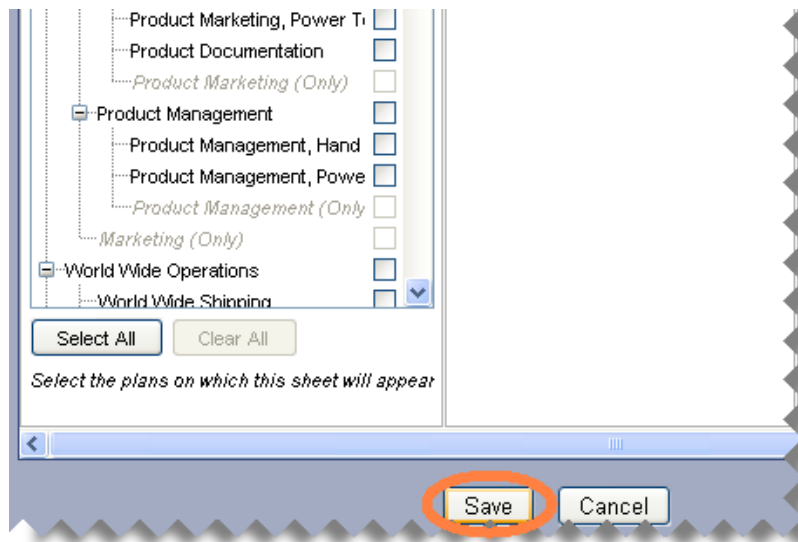 Product Marketing, Power T
Product Documentation
Product Marketing (Only)
Product Management
Product Management, Hand
Product Management, Powe
Product Management (Only
Marketing (Only)
World Wide Operations
World Wide Shipping
Select All Clear All
Select the plans on which this sheet will appear
Save Cancel